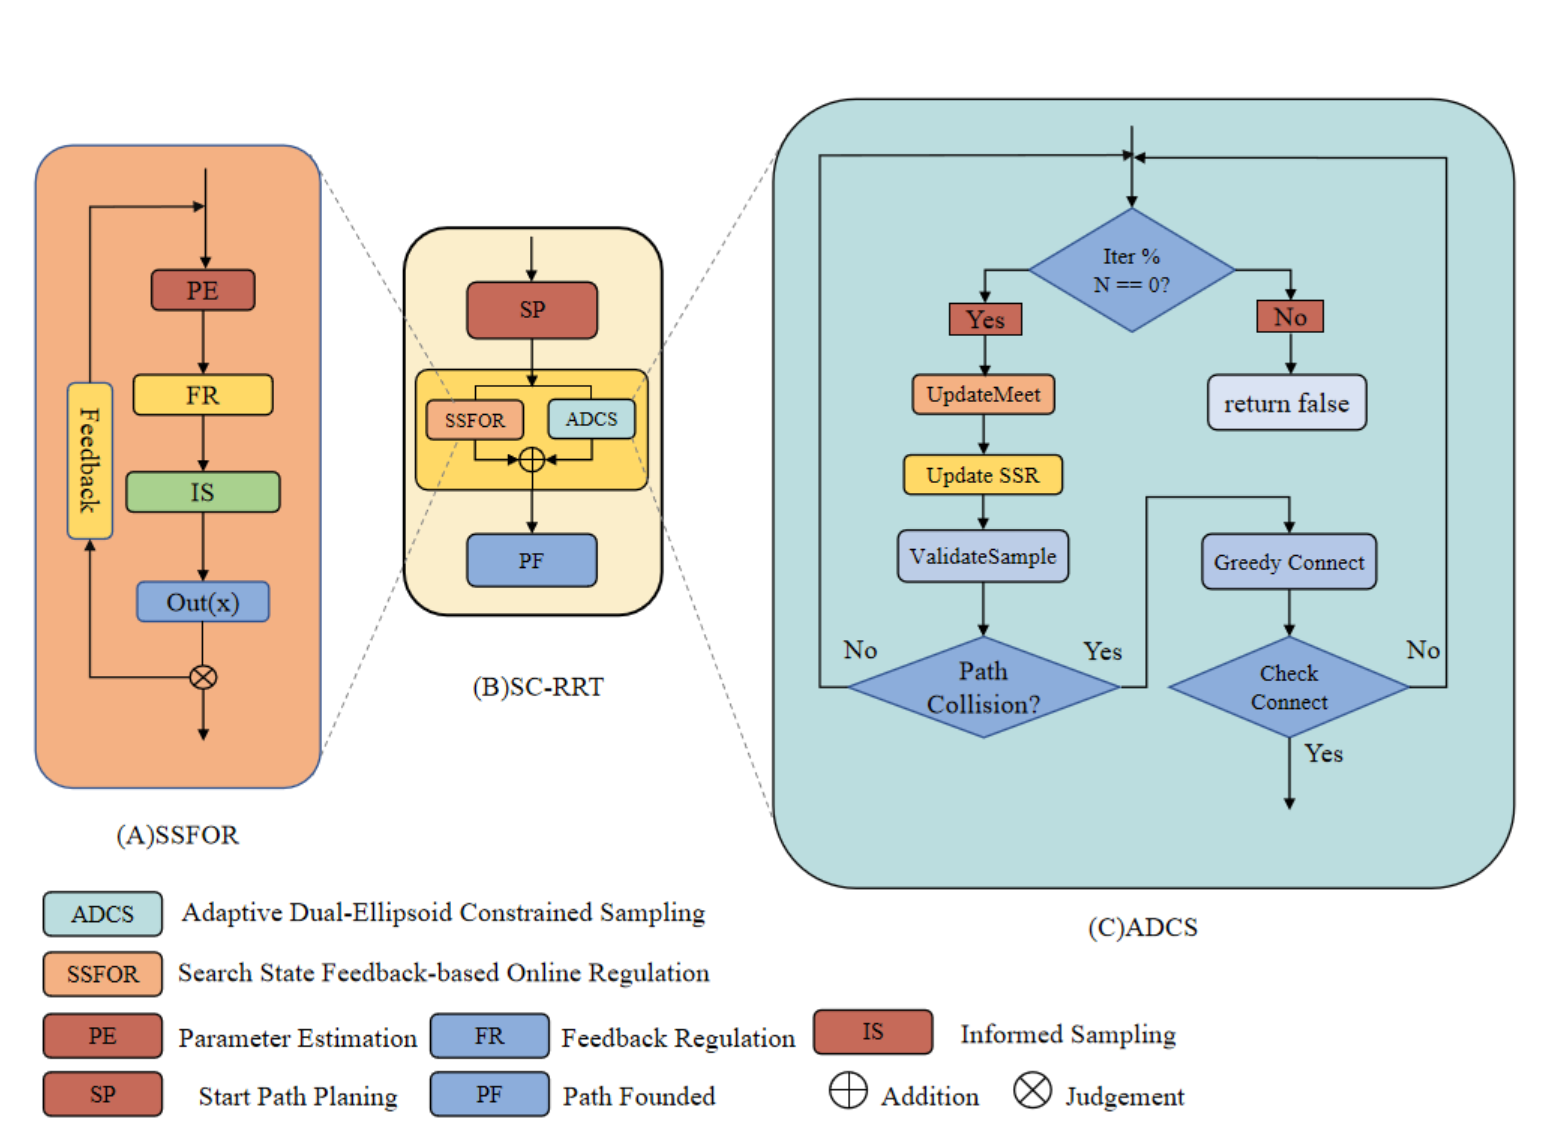 PE
FR
IS
Out(x)
Feedback
(A)SSFOR
SP
SSFOR
ADCS
PF
(B)SC-RRT
Iter %
N == 0?
Yes
No
UpdateMeet
return false
Update SSR
ValidateSample
Greedy Connect
No
Path
Collision?
Yes
Check
Connect
No
Yes
(C)ADCS
ADCS Adaptive Dual-Ellipsoid Constrained Sampling
SSFOR Search State Feedback-based Online Regulation
PE Parameter Estimation FR Feedback Regulation IS Informed Sampling
SP Start Path Planing PF Path Founded Addition Judgement